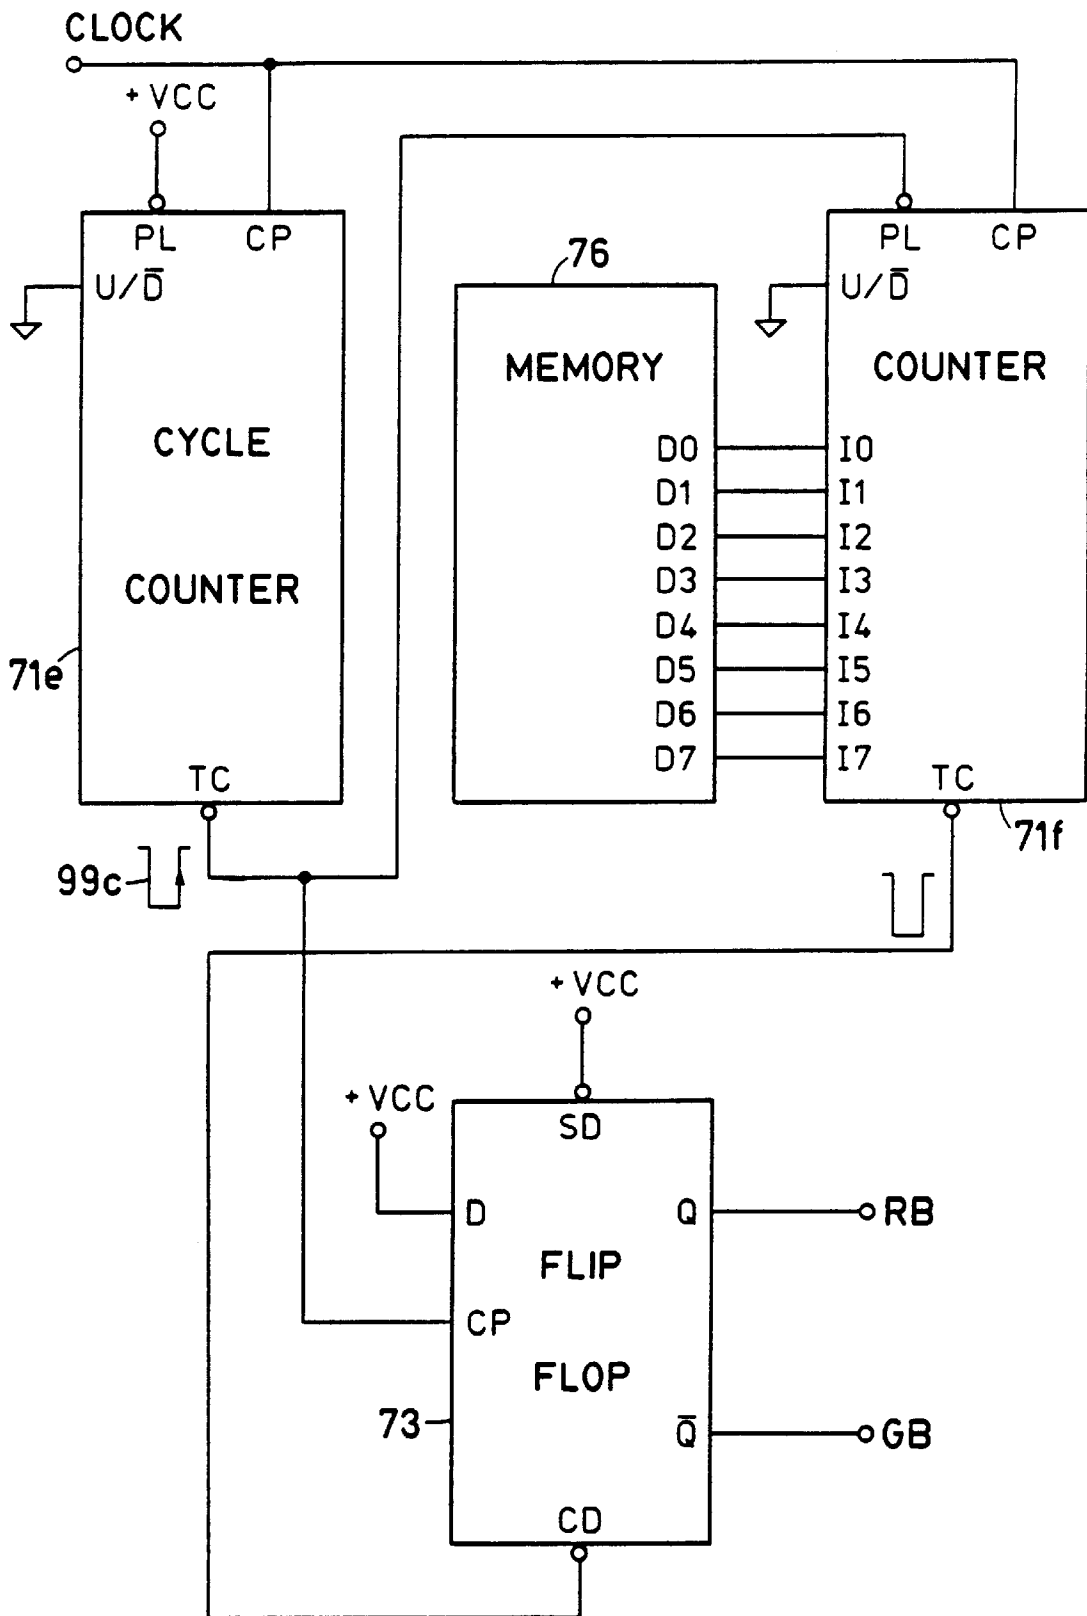 CLOCK
+ VCC
PL CP
U/D̅
CYCLE
COUNTER
71e
TC
99c
76
MEMORY
D0
D1
D2
D3
D4
D5
D6
D7
PL CP
U/D̅
COUNTER
I0
I1
I2
I3
I4
I5
I6
I7
TC
71f
+ VCC
+ VCC
SD
D
Q
RB
FLIP
CP
FLOP
73
Q̅
GB
CD